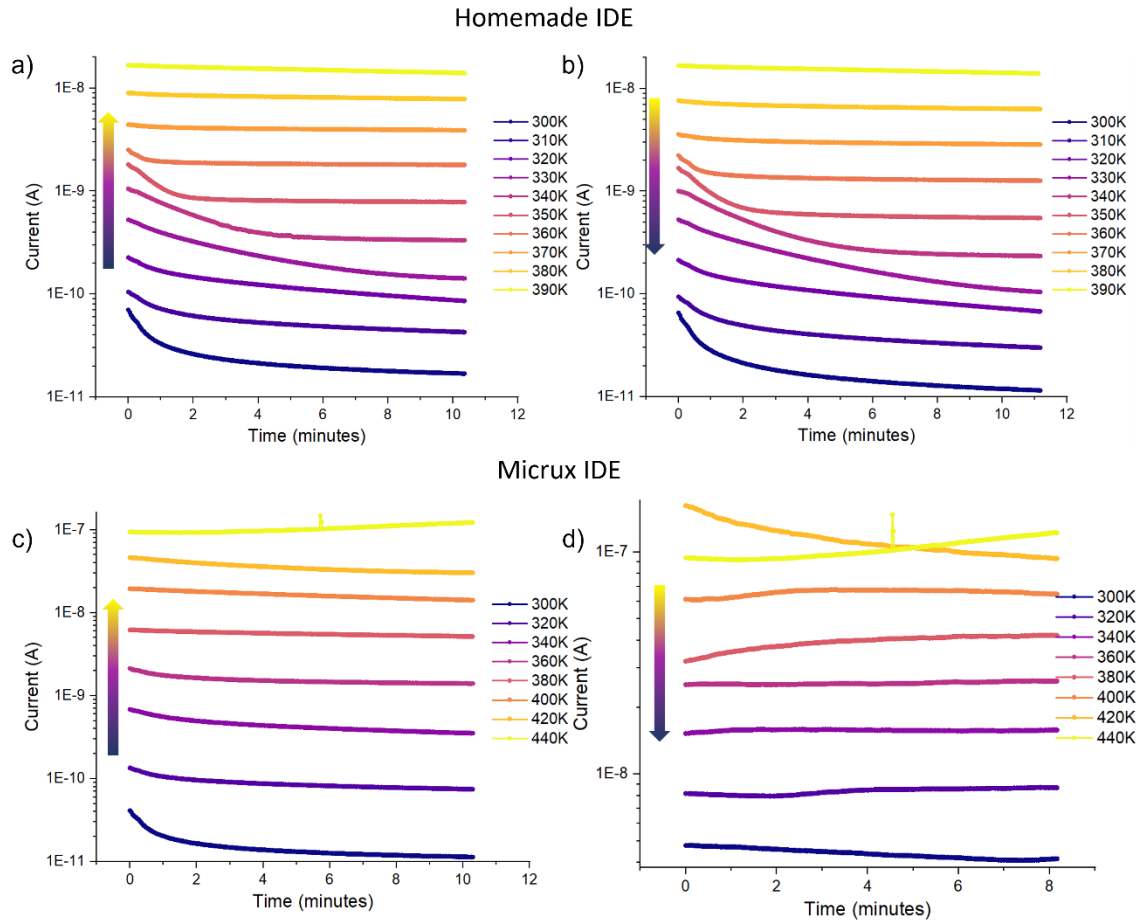 Homemade IDE
a)
1E-8
1E-9
1E-10
1E-11
Current (A)
0 2 4 6 8 10 12
Time (minutes)
300K
310K
320K
330K
340K
350K
360K
370K
380K
390K
b)
1E-8
1E-9
1E-10
1E-11
Current (A)
0 2 4 6 8 10 12
Time (minutes)
300K
310K
320K
330K
340K
350K
360K
370K
380K
390K
Micrux IDE
c)
1E-7
1E-8
1E-9
1E-10
1E-11
Current (A)
0 2 4 6 8 10
Time (minutes)
300K
320K
340K
360K
380K
400K
420K
440K
d)
1E-7
1E-8
Current (A)
0 2 4 6 8
Time (minutes)
300K
320K
340K
360K
380K
400K
420K
440K